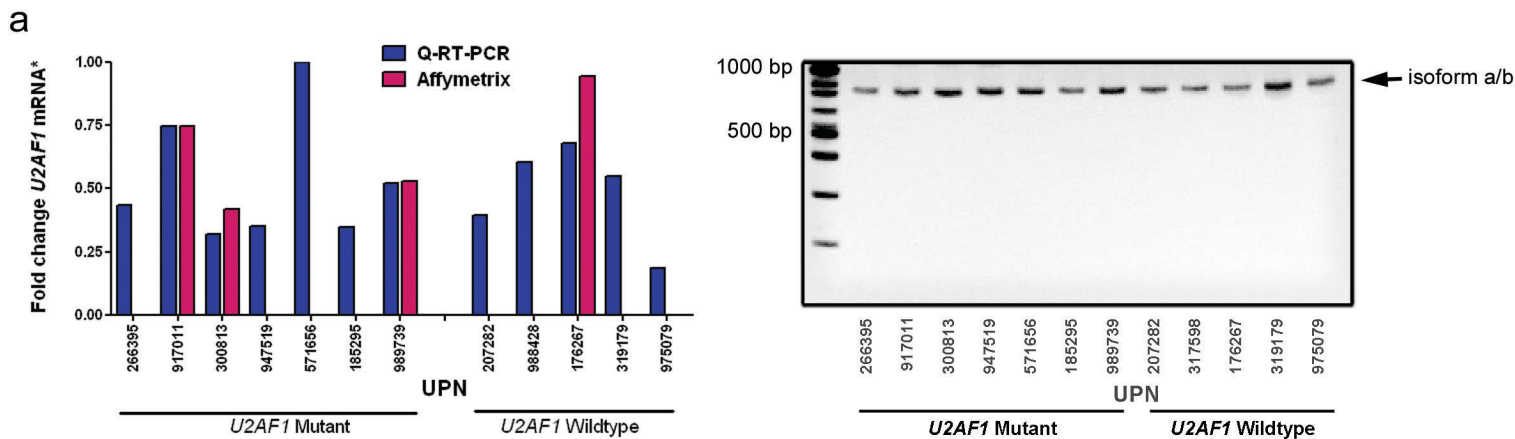 a
Q-RT-PCR
Affymetrix
Fold change U2AF1 mRNA*
1.00
0.75
0.50
0.25
0.00
266395
917011
300813
947519
571656
185295
989739
207282
988428
176267
319179
975079
UPN
U2AF1 Mutant
U2AF1 Wildtype
1000 bp
500 bp
isoform a/b
266395
917011
300813
947519
571656
185295
989739
207282
317598
176267
319179
975079
UPN
U2AF1 Mutant
U2AF1 Wildtype